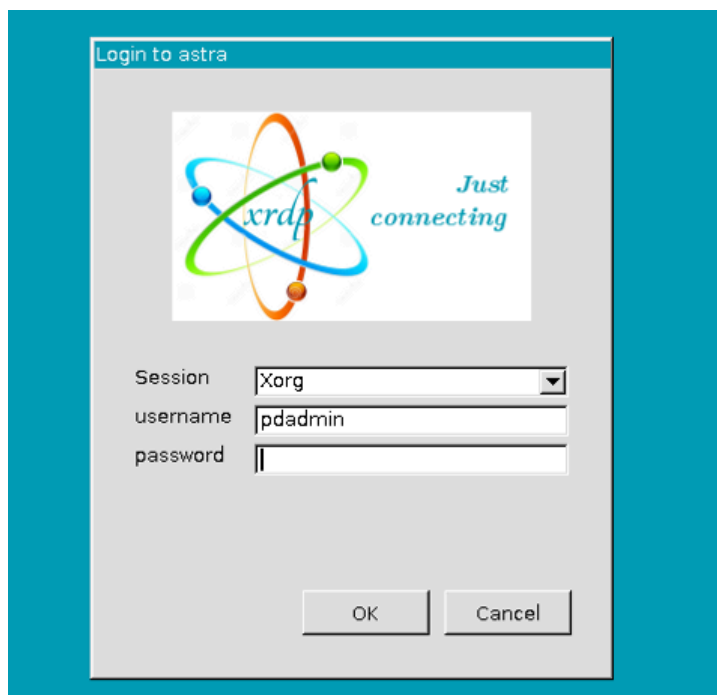 Login to astra
xrdp
Just
connecting
Session Xorg
username pdadmin
password
OK Cancel